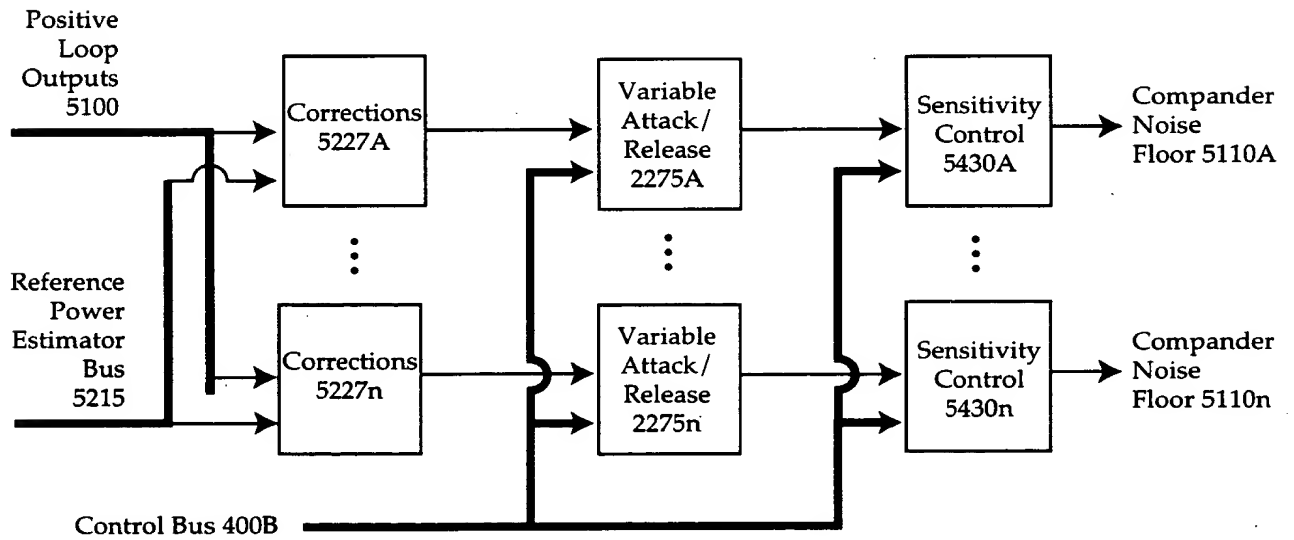 Positive
Loop
Outputs
5100
Corrections
5227A
Variable
Attack/
Release
2275A
Sensitivity
Control
5430A
Compander
Noise
Floor 5110A
Reference
Power
Estimator
Bus
5215
Corrections
5227n
Variable
Attack/
Release
2275n
Sensitivity
Control
5430n
Compander
Noise
Floor 5110n
Control Bus 400B